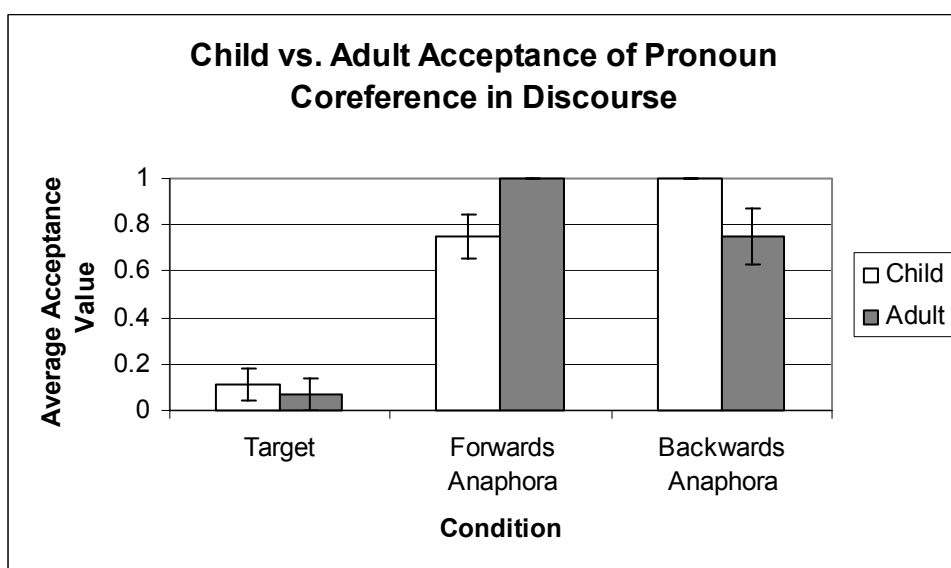 Child vs. Adult Acceptance of Pronoun
Coreference in Discourse
Average Acceptance
Value
1
0.8
0.6
0.4
0.2
0
Target
Forwards
Anaphora
Backwards
Anaphora
Condition
Child
Adult